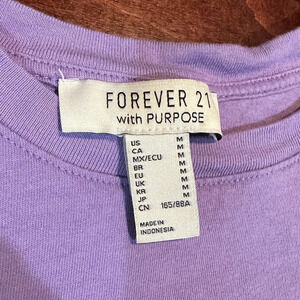 FOREVER 21
with PURPOSE
US M
CA M
MX/ECU M
BR M
EU M
UK M
KR M
JP M
CN 165/88A
MADE IN
INDONESIA